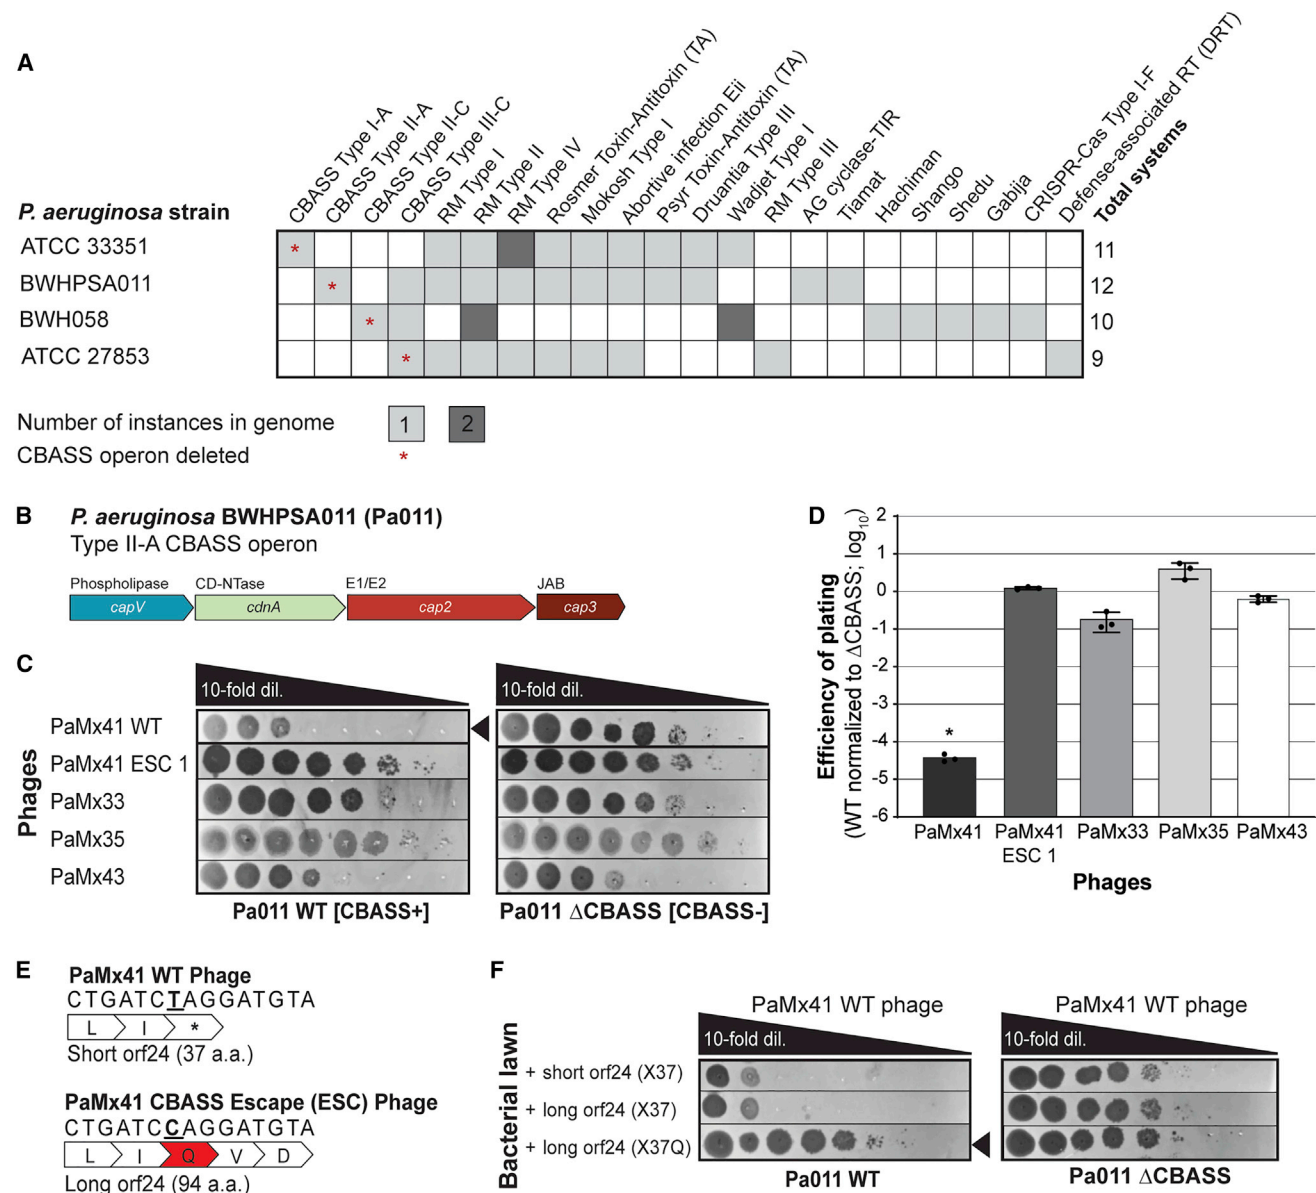 A
CBASS Type I-A
CBASS Type II-A
CBASS Type II-C
CBASS Type III-C
RM Type I
RM Type II
RM Type IV
Rosmer Toxin-Antitoxin (TA)
Mokosh Type I
Abortive infection Eii
Psyr Toxin-Antitoxin (TA)
Druantia Type III
Wadjet Type I
RM Type III
AG cyclase-TIR
Tiamat
Hachiman
Shango
Shedu
Gabija
CRISPR-Cas Type I-F
Defense-associated RT (DRT)
Total systems
P. aeruginosa strain
ATCC 33351 * 11
BWHPSA011 * 12
BWH058 * 10
ATCC 27853 * 9
Number of instances in genome 1 2
CBASS operon deleted *
B P. aeruginosa BWHPSA011 (Pa011)
Type II-A CBASS operon
Phospholipase CD-NTase E1/E2 JAB
capV cdnA cap2 cap3
C
10-fold dil. 10-fold dil.
Phages
PaMx41 WT
PaMx41 ESC 1
PaMx33
PaMx35
PaMx43
Pa011 WT [CBASS+] Pa011 ΔCBASS [CBASS-]
D
Efficiency of plating
(WT normalized to ΔCBASS; log10)
2
1
0
-1
-2
-3
-4
-5
-6
*
PaMx41 PaMx41 PaMx33 PaMx35 PaMx43
ESC 1
Phages
E
PaMx41 WT Phage
CTGATCTAGGATGTA
L I *
Short orf24 (37 a.a.)
PaMx41 CBASS Escape (ESC) Phage
CTGATCCAGGATGTA
L I Q V D
Long orf24 (94 a.a.)
F
PaMx41 WT phage PaMx41 WT phage
10-fold dil. 10-fold dil.
Bacterial lawn
+ short orf24 (X37)
+ long orf24 (X37)
+ long orf24 (X37Q)
Pa011 WT Pa011 ΔCBASS